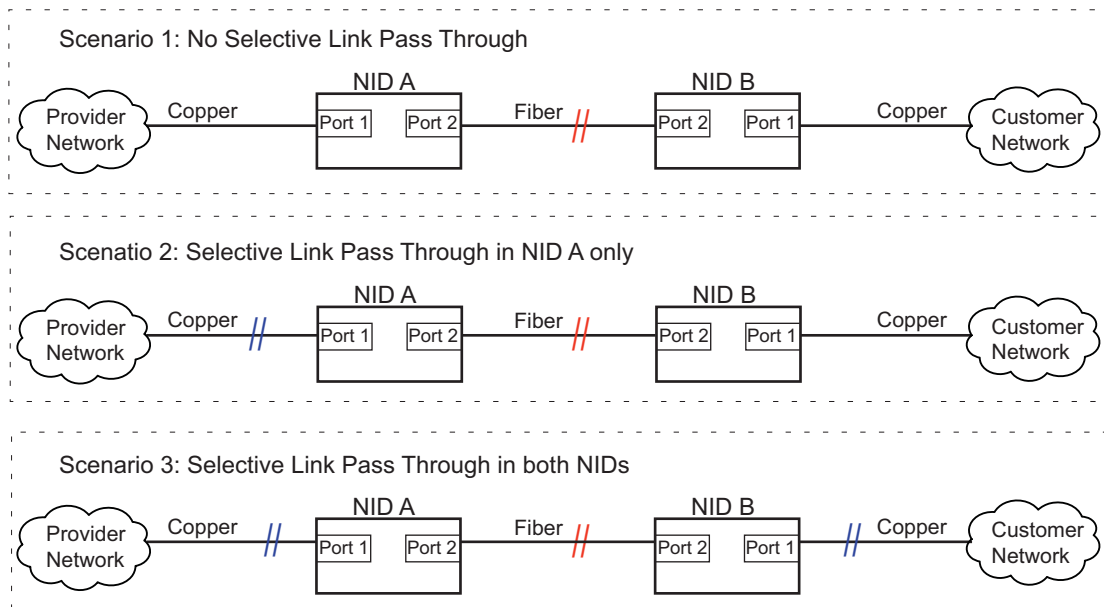 Scenario 1: No Selective Link Pass Through
NID A
NID B
Provider
Network
Copper
Port 1
Port 2
Fiber
Port 2
Port 1
Copper
Customer
Network
Scenatio 2: Selective Link Pass Through in NID A only
NID A
NID B
Provider
Network
Copper
Port 1
Port 2
Fiber
Port 2
Port 1
Copper
Customer
Network
Scenario 3: Selective Link Pass Through in both NIDs
NID A
NID B
Provider
Network
Copper
Port 1
Port 2
Fiber
Port 2
Port 1
Copper
Customer
Network